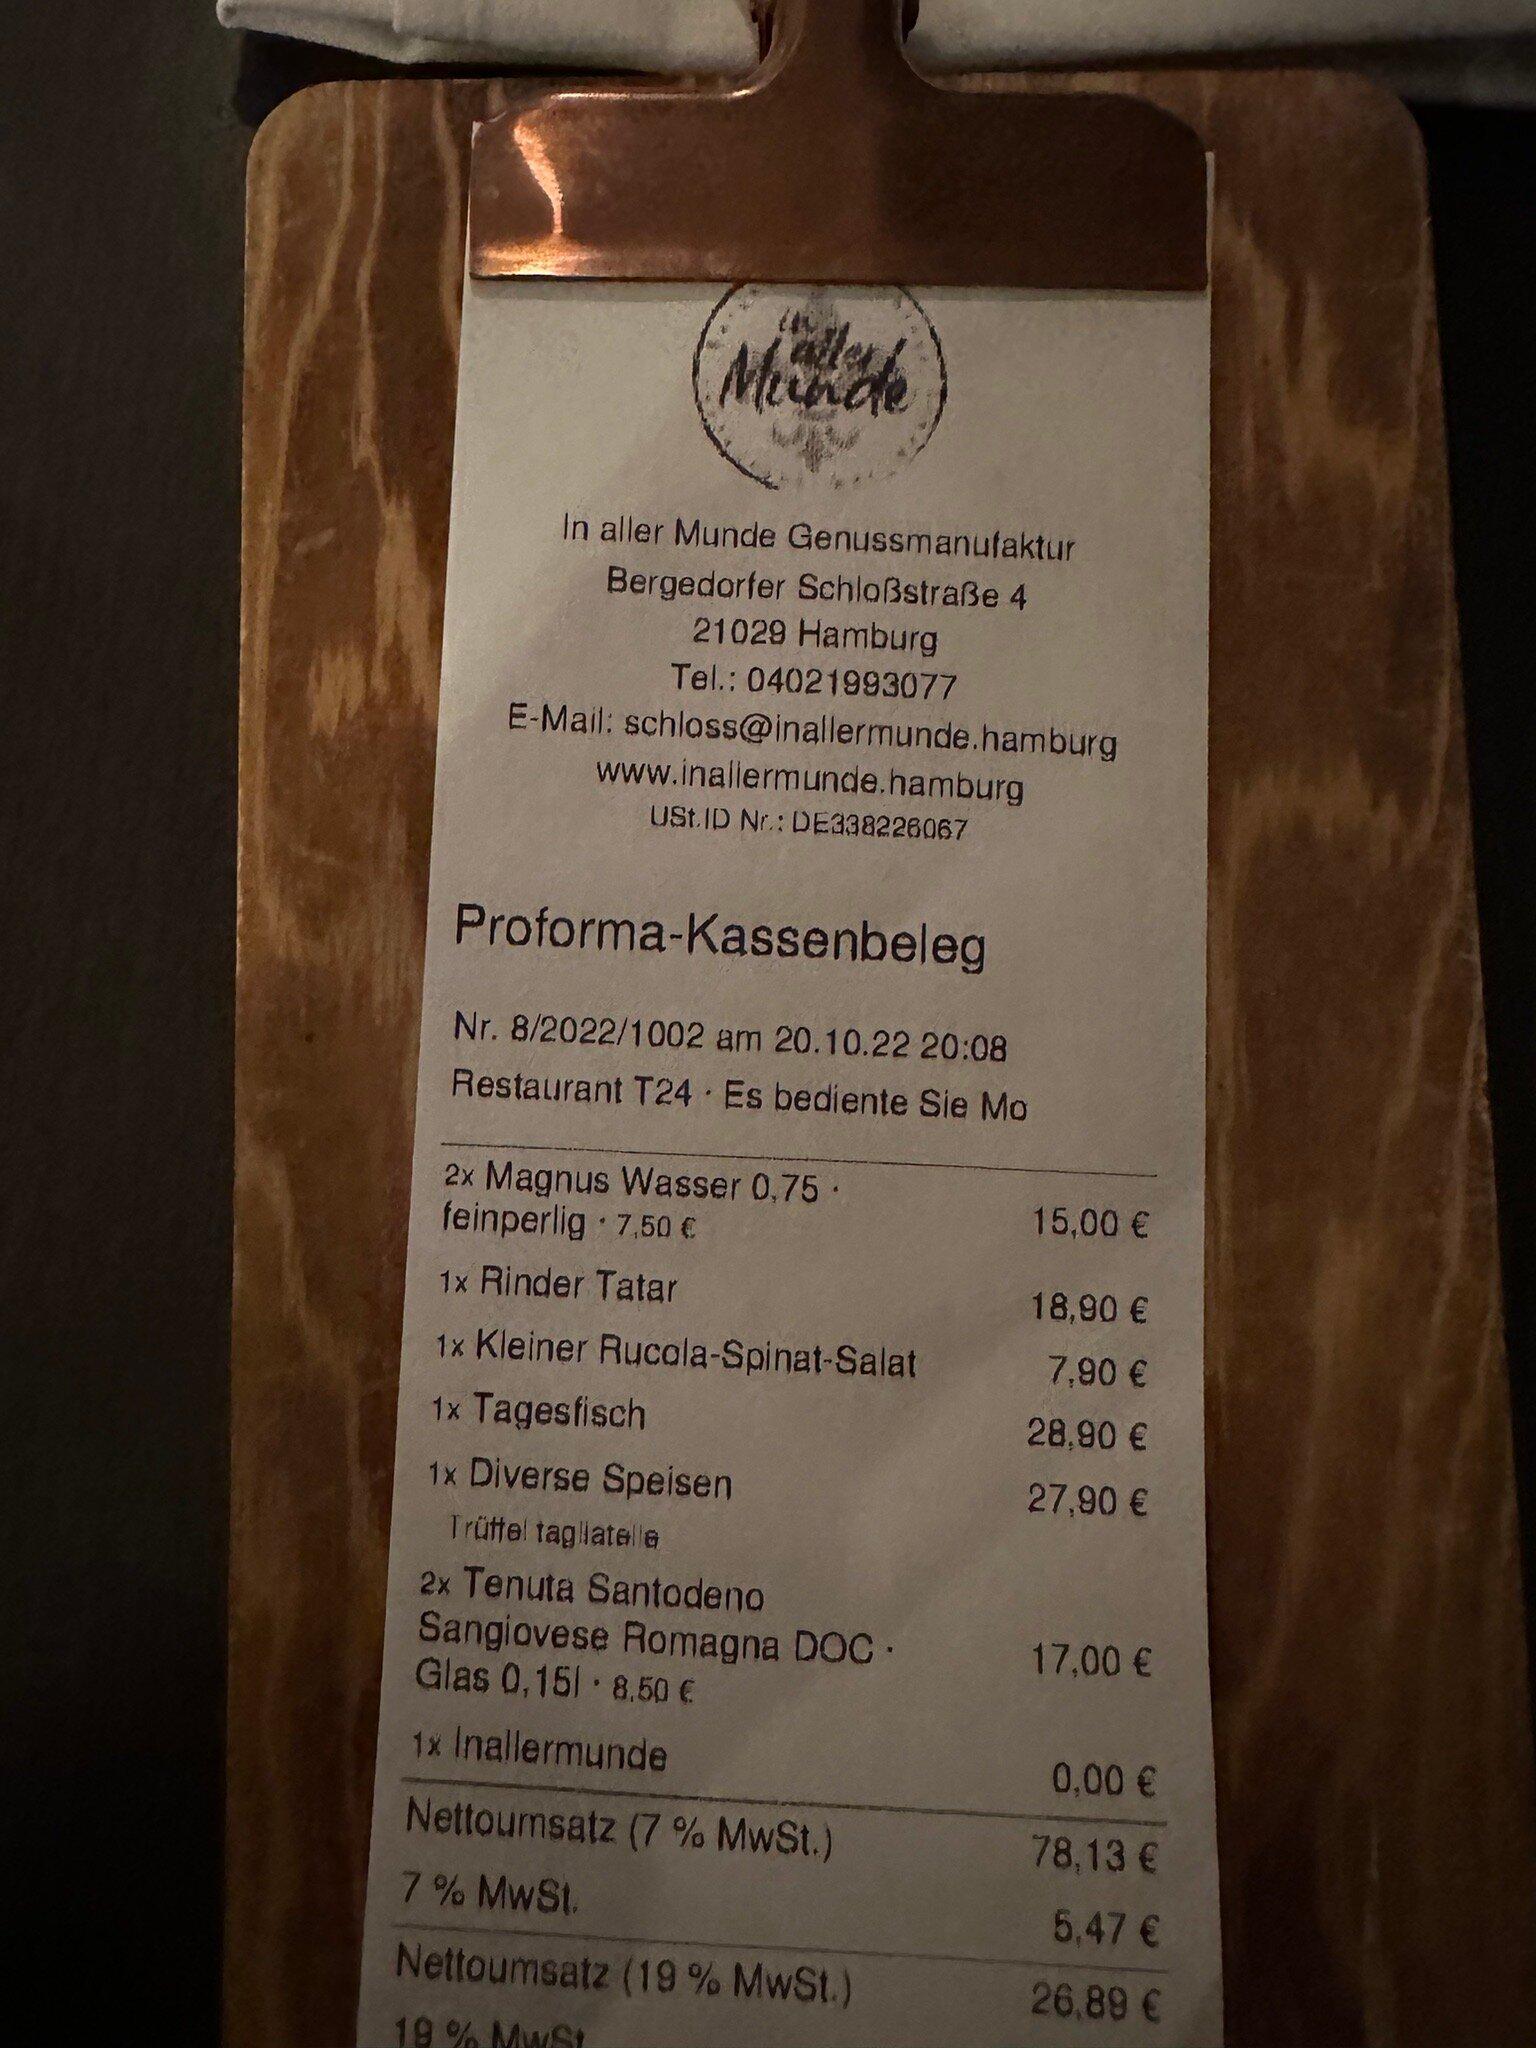 in
aller
Munde
In aller Munde Genussmanufaktur
Bergedorfer Schloßstraße 4
21029 Hamburg
Tel.: 04021993077
E-Mail: schloss@inallermunde.hamburg
www.inallermunde.hamburg
USt.ID Nr.: DE338226067
Proforma-Kassenbeleg
Nr. 8/2022/1002 am 20.10.22 20:08
Restaurant T24 · Es bediente Sie Mo
2x Magnus Wasser 0,75 ·
feinperlig · 7,50 € 15,00 €
1x Rinder Tatar 18,90 €
1x Kleiner Rucola-Spinat-Salat 7,90 €
1x Tagesfisch 28,90 €
1x Diverse Speisen 27,90 €
Trüffel tagliatelle
2x Tenuta Santodeno
Sangiovese Romagna DOC · 17,00 €
Glas 0,15l · 8,50 €
1x Inallermunde 0,00 €
Nettoumsatz (7 % MwSt.) 78,13 €
7 % MwSt. 5,47 €
Nettoumsatz (19 % MwSt.) 26,89 €
19 % MwSt.